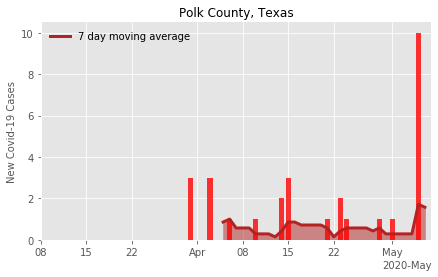 Polk County, Texas
7 day moving average
New Covid-19 Cases
10
8
6
4
2
0
08 15 22 Apr 08 15 22 May
2020-May